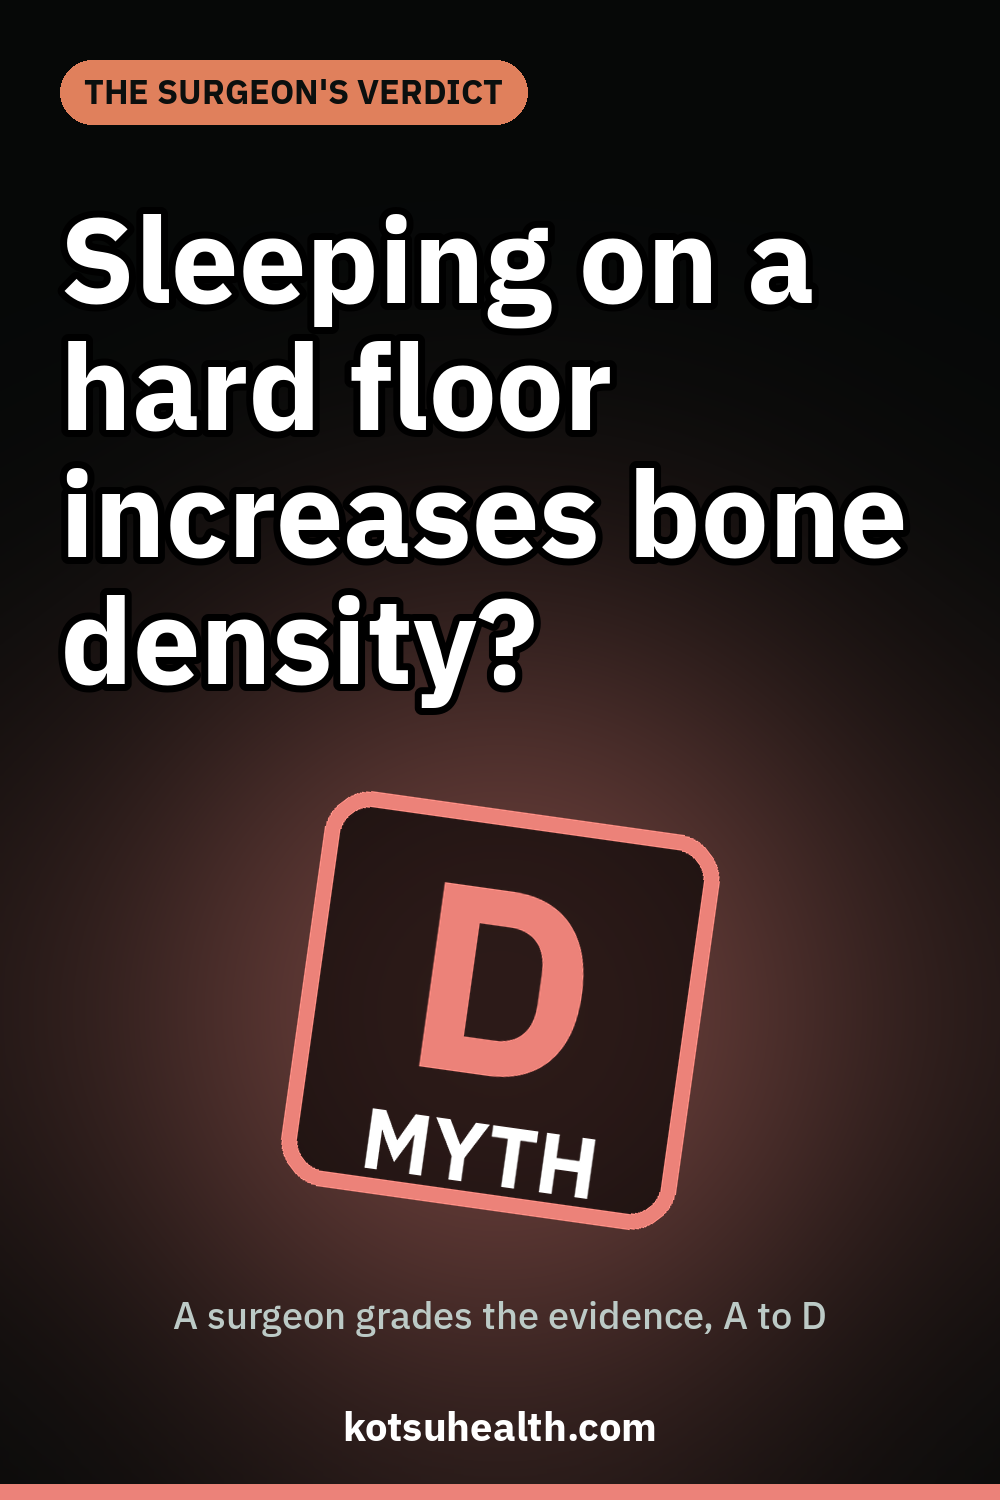 THE SURGEON'S VERDICT
Sleeping on a
hard floor
increases bone
density?
D
MYTH
A surgeon grades the evidence, A to D
kotsuhealth.com